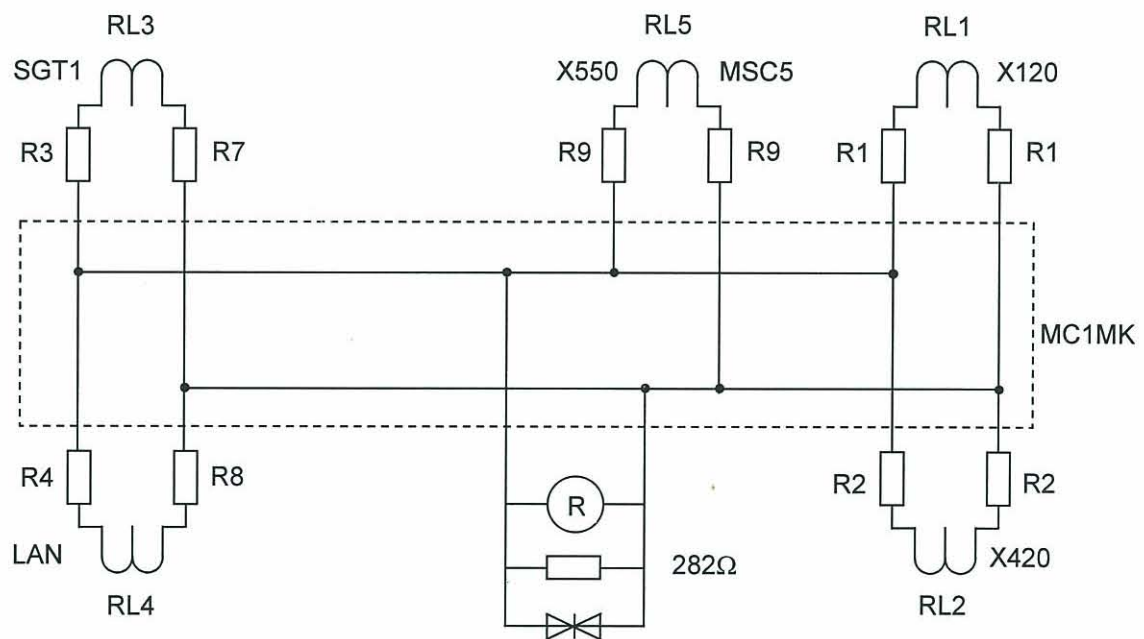 RL3
RL5
RL1
SGT1
X550
MSC5
X120
R3
R7
R9
R9
R1
R1
MC1MK
R4
R8
R
R2
R2
LAN
282Ω
X420
RL4
RL2